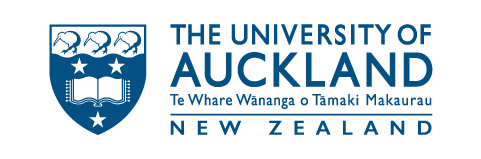 THE UNIVERSITY OF
AUCKLAND
Te Whare Wānanga o Tāmaki Makaurau
NEW ZEALAND